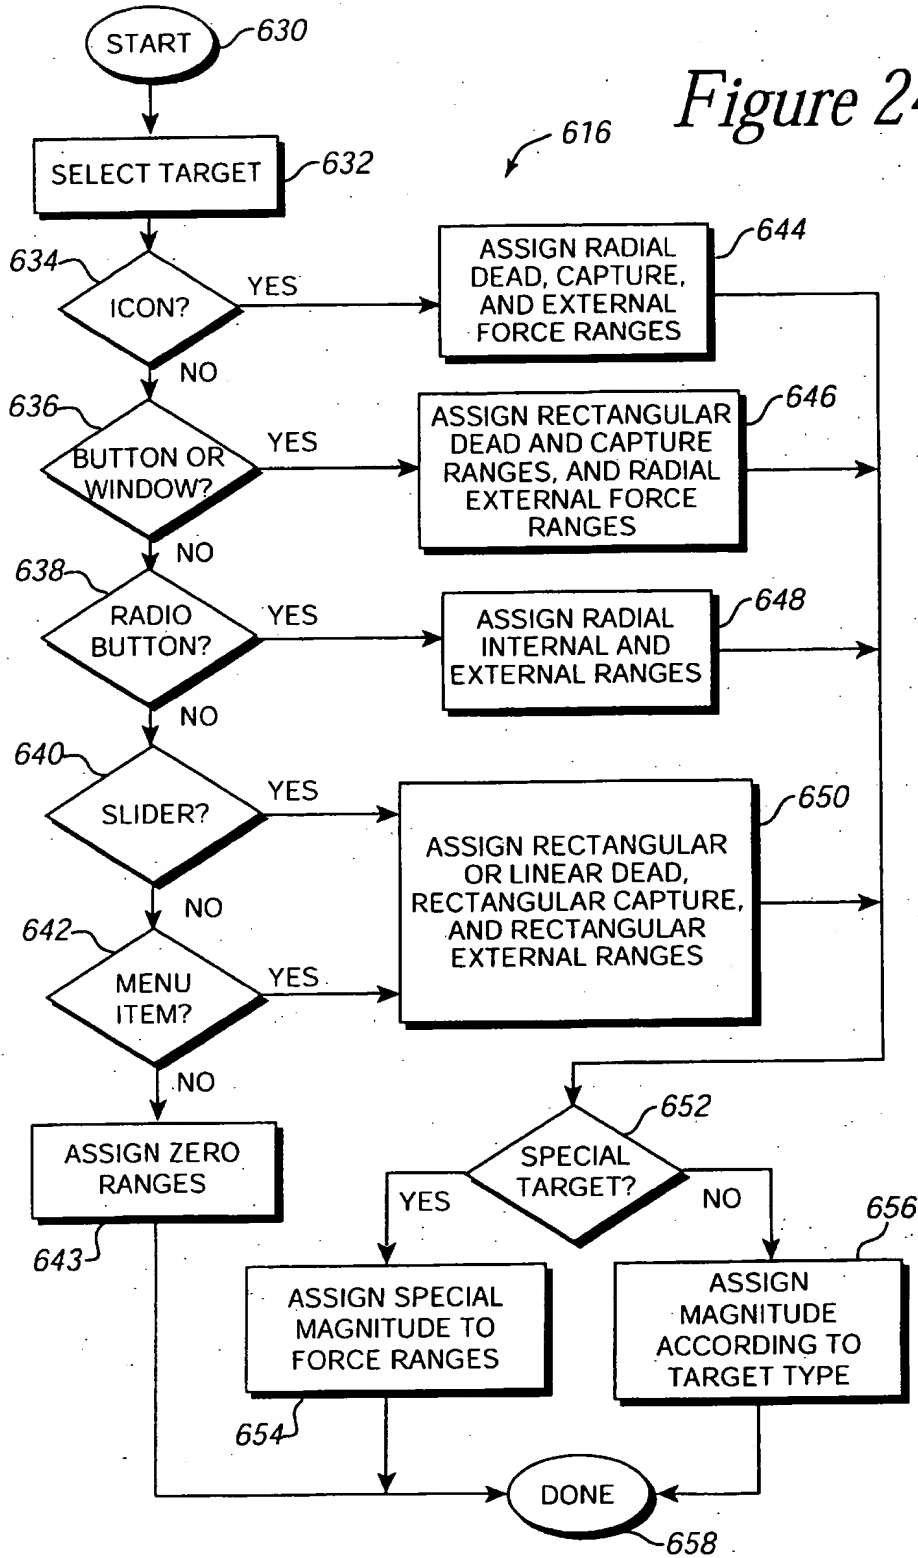 START
630
Figure 24
616
SELECT TARGET
632
634
ICON?
YES
NO
ASSIGN RADIAL
DEAD, CAPTURE,
AND EXTERNAL
FORCE RANGES
644
636
BUTTON OR
WINDOW?
YES
NO
ASSIGN RECTANGULAR
DEAD AND CAPTURE
RANGES, AND RADIAL
EXTERNAL FORCE
RANGES
646
638
RADIO
BUTTON?
YES
NO
ASSIGN RADIAL
INTERNAL AND
EXTERNAL RANGES
648
640
SLIDER?
YES
NO
ASSIGN RECTANGULAR
OR LINEAR DEAD,
RECTANGULAR CAPTURE,
AND RECTANGULAR
EXTERNAL RANGES
650
642
MENU
ITEM?
YES
NO
ASSIGN ZERO
RANGES
643
652
SPECIAL
TARGET?
YES
NO
ASSIGN SPECIAL
MAGNITUDE TO
FORCE RANGES
654
656
ASSIGN
MAGNITUDE
ACCORDING TO
TARGET TYPE
DONE
658